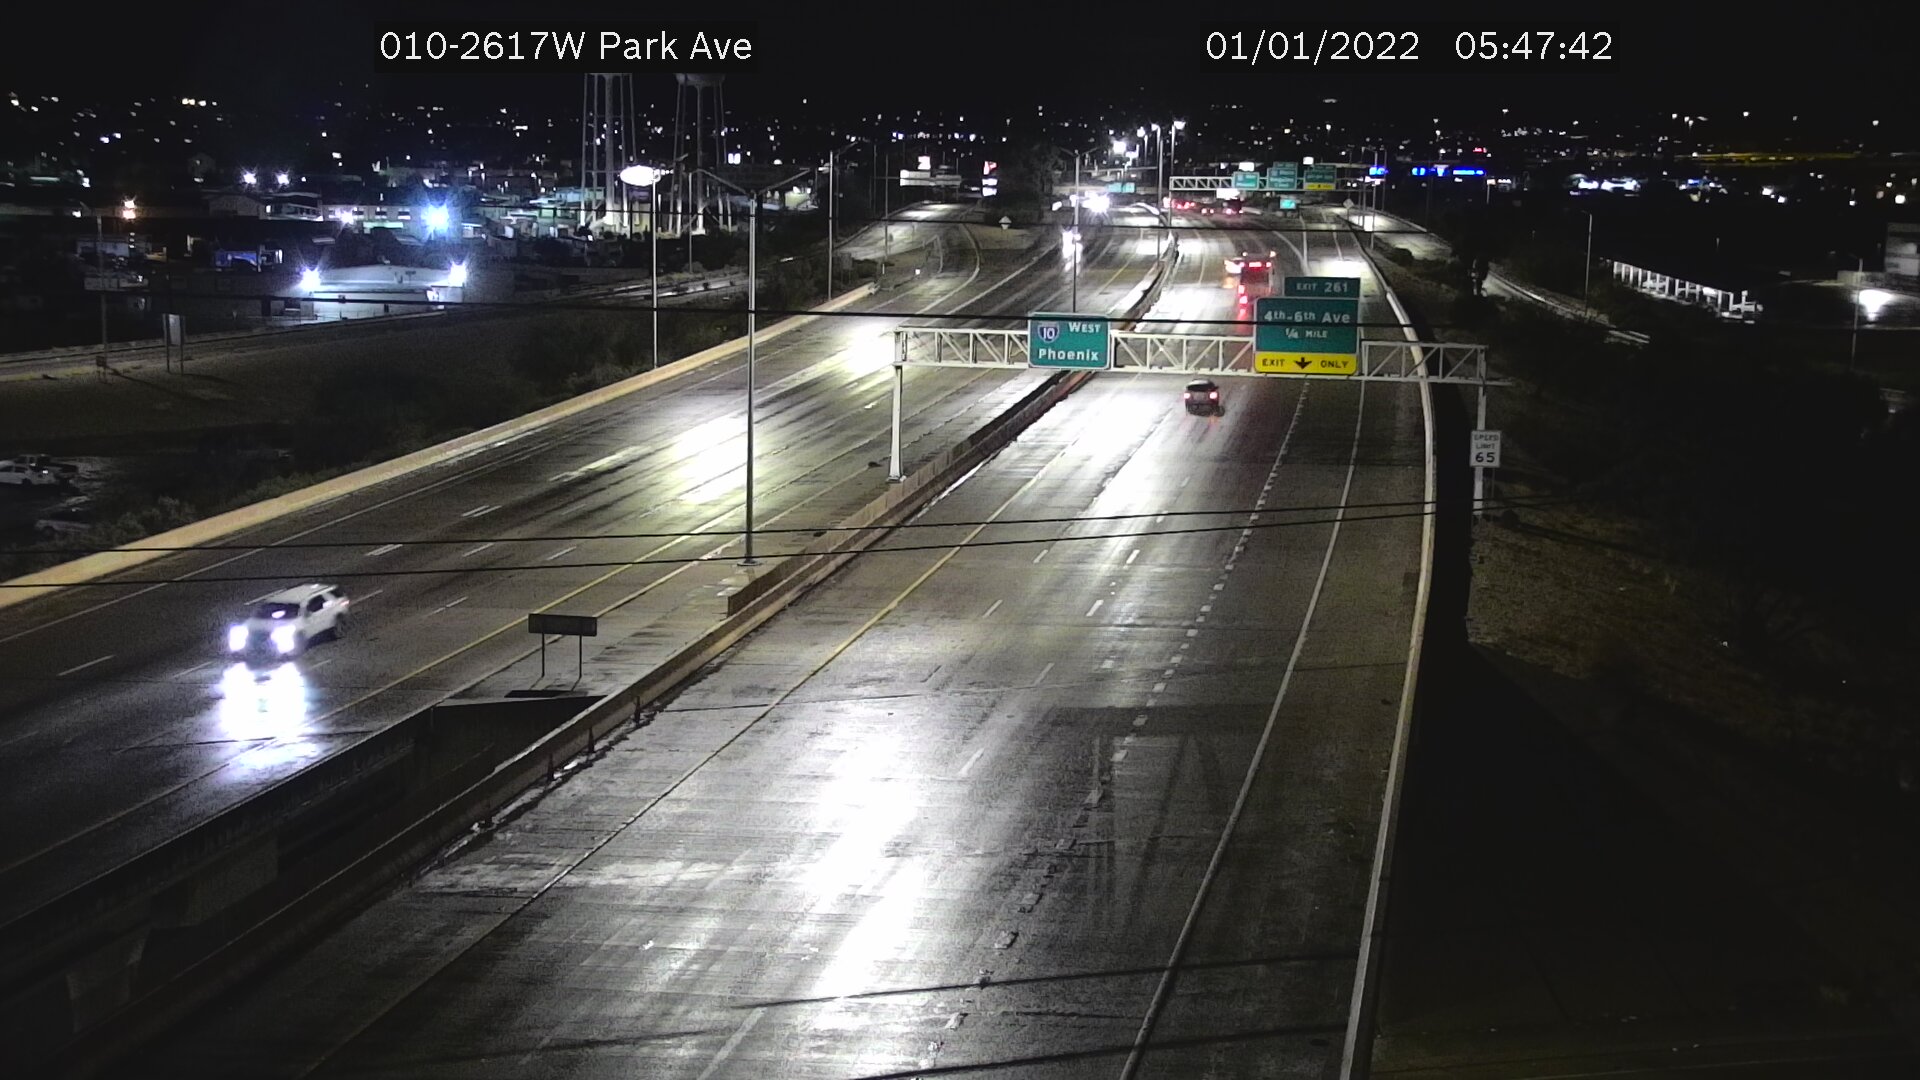 010-2617W Park Ave
01/01/2022 05:47:42
EXIT 261
4th-6th Ave
1/4 MILE
EXIT ONLY
10 WEST
Phoenix
SPEED
LIMIT
65